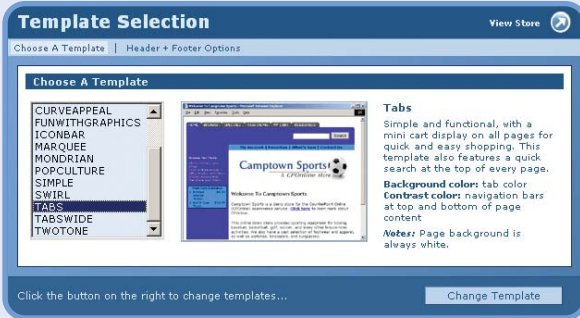 Template Selection
View Store
Choose A Template | Header + Footer Options
Choose A Template
CURVEAPPEAL
FUNWITHGRAPHICS
ICONBAR
MARQUEE
MONDRIAN
POPCULTURE
SIMPLE
SWIRL
TABS
TABSWIDE
TWOTONE
Camptown Sports
A CPOnline store
Welcome To Camptown Sports
Tabs
Simple and functional, with a
mini cart display on all pages for
quick and easy shopping. This
template also features a quick
search at the top of every page.
Background color: tab color
Contrast color: navigation bars
at top and bottom of page
content
Notes: Page background is
always white.
Click the button on the right to change templates...
Change Template